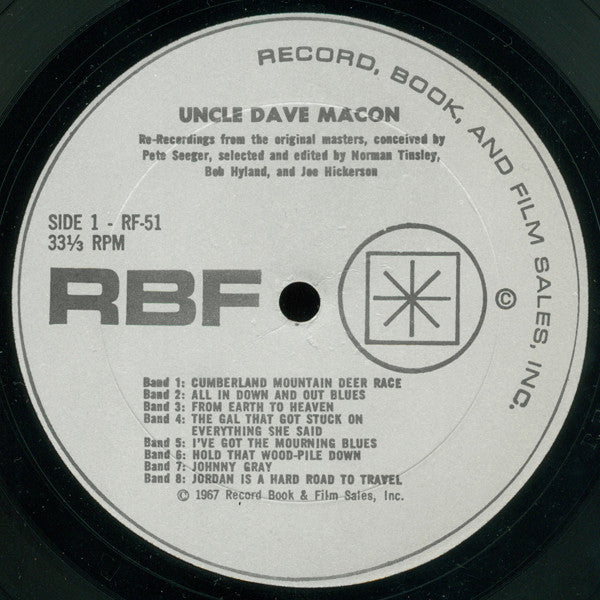 RECORD, BOOK, AND FILM SALES, INC. ©
UNCLE DAVE MACON
Re-Recordings from the original masters, conceived by
Pete Seeger, selected and edited by Norman Tinsley,
Bob Hyland, and Joe Hickerson
SIDE 1 - RF-51
33⅓ RPM
RBF
Band 1: CUMBERLAND MOUNTAIN DEER RACE
Band 2: ALL IN DOWN AND OUT BLUES
Band 3: FROM EARTH TO HEAVEN
Band 4: THE GAL THAT GOT STUCK ON
EVERYTHING SHE SAID
Band 5: I'VE GOT THE MOURNING BLUES
Band 6: HOLD THAT WOOD-PILE DOWN
Band 7: JOHNNY GRAY
Band 8: JORDAN IS A HARD ROAD TO TRAVEL
© 1967 Record Book & Film Sales, Inc.